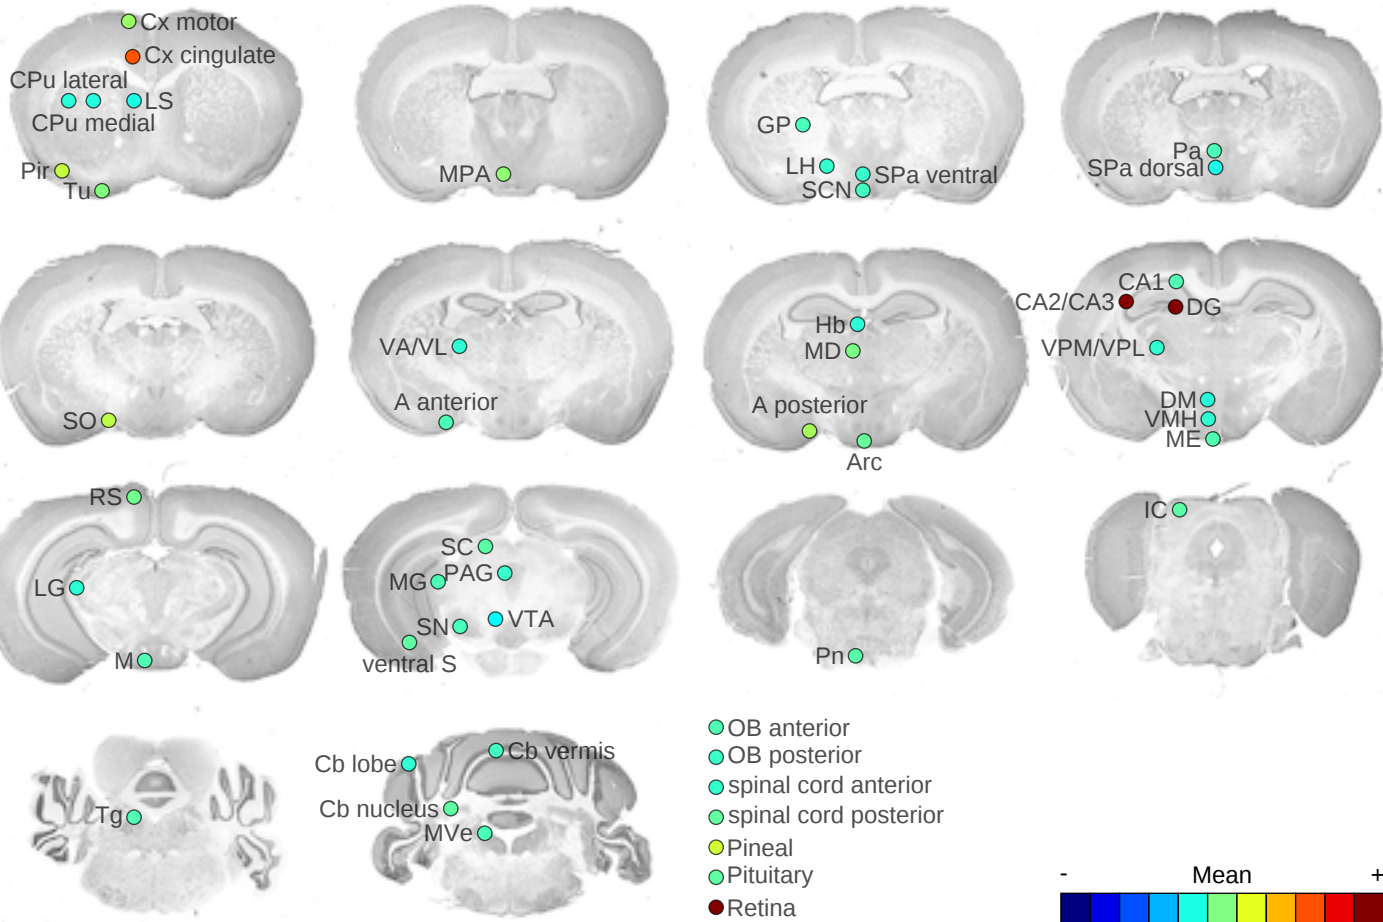 Cx motor
Cx cingulate
CPu lateral
LS
CPu medial
Pir
Tu
MPA
GP
LH
SPa ventral
SCN
Pa
SPa dorsal
SO
VA/VL
A anterior
Hb
MD
A posterior
Arc
CA1
CA2/CA3
DG
VPM/VPL
DM
VMH
ME
RS
LG
M
SC
PAG
MG
VTA
SN
ventral S
Pn
IC
Tg
Cb vermis
Cb lobe
Cb nucleus
MVe
OB anterior
OB posterior
spinal cord anterior
spinal cord posterior
Pineal
Pituitary
Retina
- Mean +